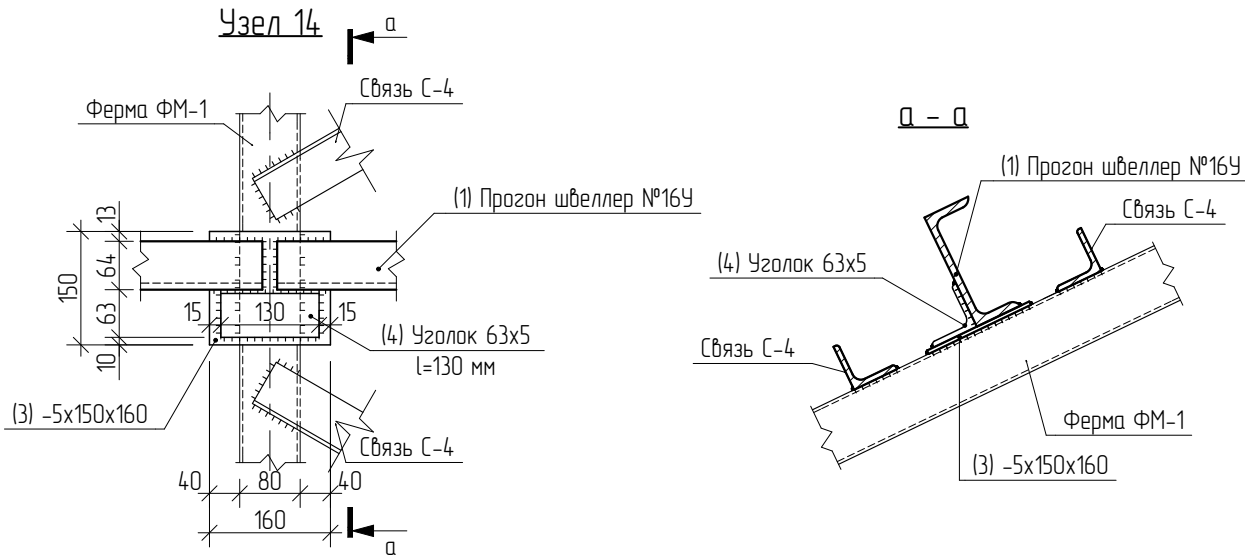 Узел 14
а
Связь С-4
Ферма ФМ-1
(1) Прогон швеллер №16У
13
64
150
63
10
15
130
15
(4) Уголок 63х5
l=130 мм
(3) -5х150х160
Связь С-4
40
80
40
160
а
а - а
(1) Прогон швеллер №16У
Связь С-4
(4) Уголок 63х5
Связь С-4
Ферма ФМ-1
(3) -5х150х160